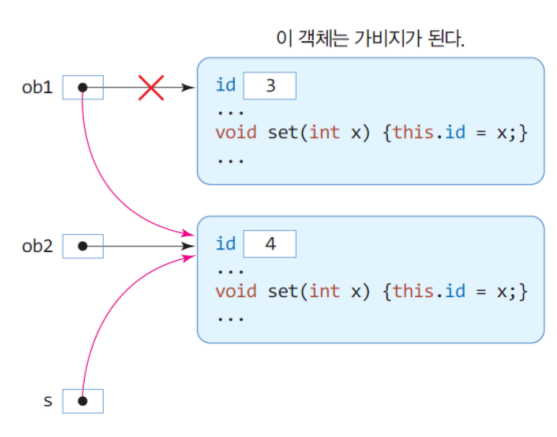 이 객체는 가비지가 된다.
ob1
id 3
...
void set(int x) {this.id = x;}
...
ob2
id 4
...
void set(int x) {this.id = x;}
...
s